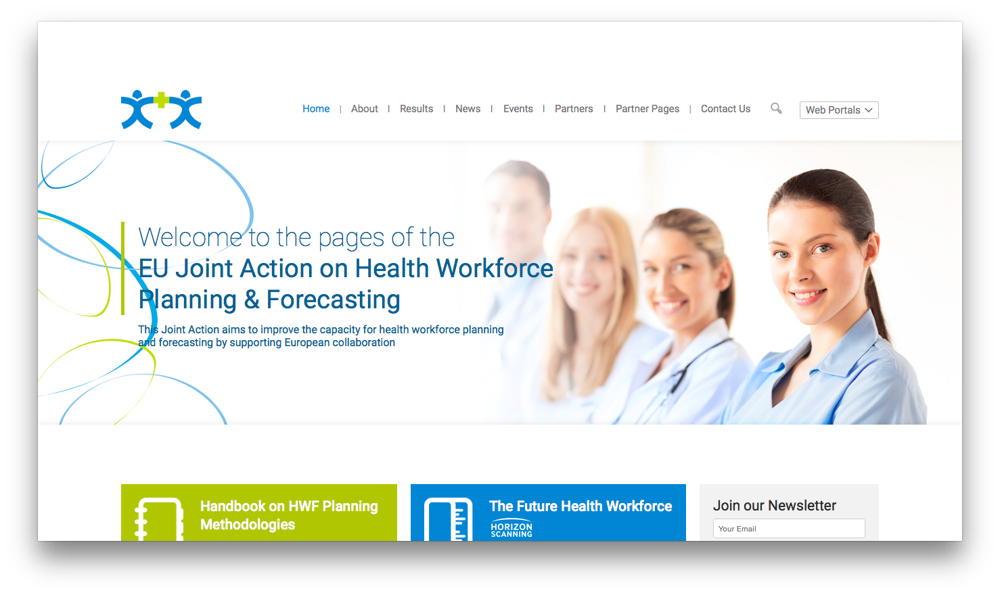 Home | About | Results | News | Events | Partners | Partner Pages | Contact Us Web Portals
Welcome to the pages of the
EU Joint Action on Health Workforce
Planning & Forecasting
This Joint Action aims to improve the capacity for health workforce planning
and forecasting by supporting European collaboration
Handbook on HWF Planning
Methodologies
The Future Health Workforce
HORIZON
SCANNING
Join our Newsletter
Your Email